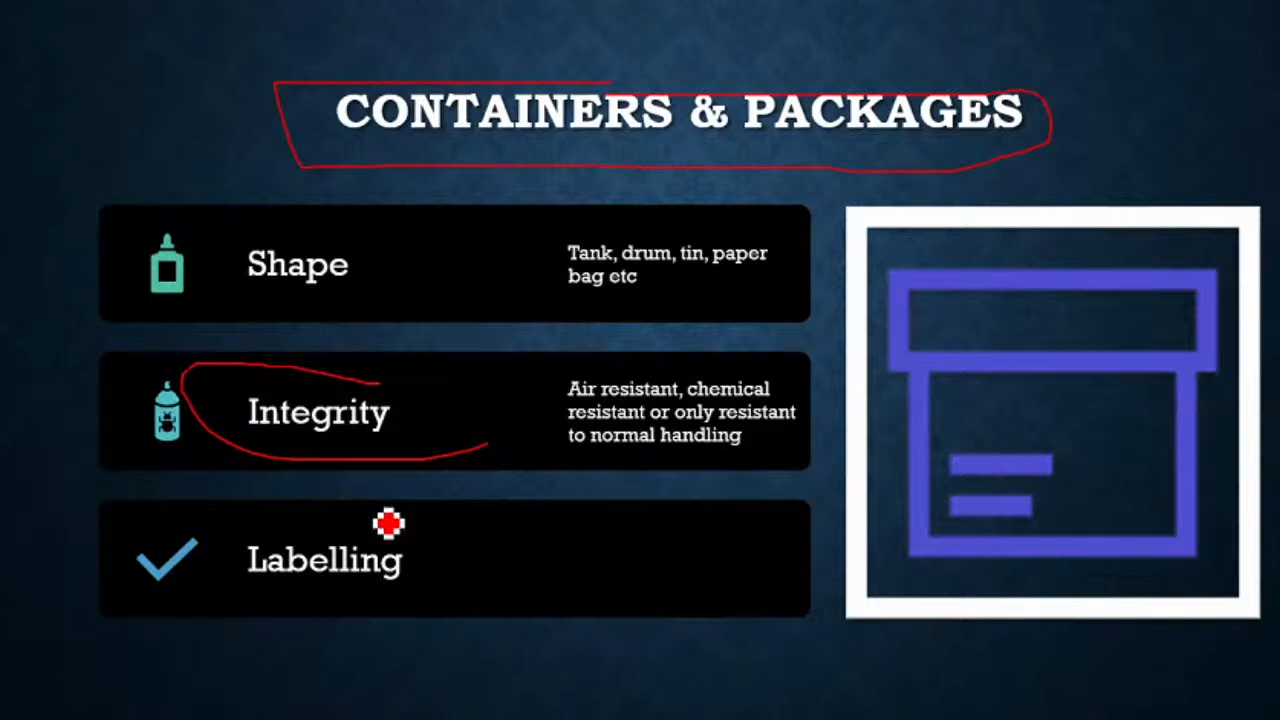 CONTAINERS & PACKAGES
Shape
Tank, drum, tin, paper
bag etc
Integrity
Air resistant, chemical
resistant or only resistant
to normal handling
Labelling